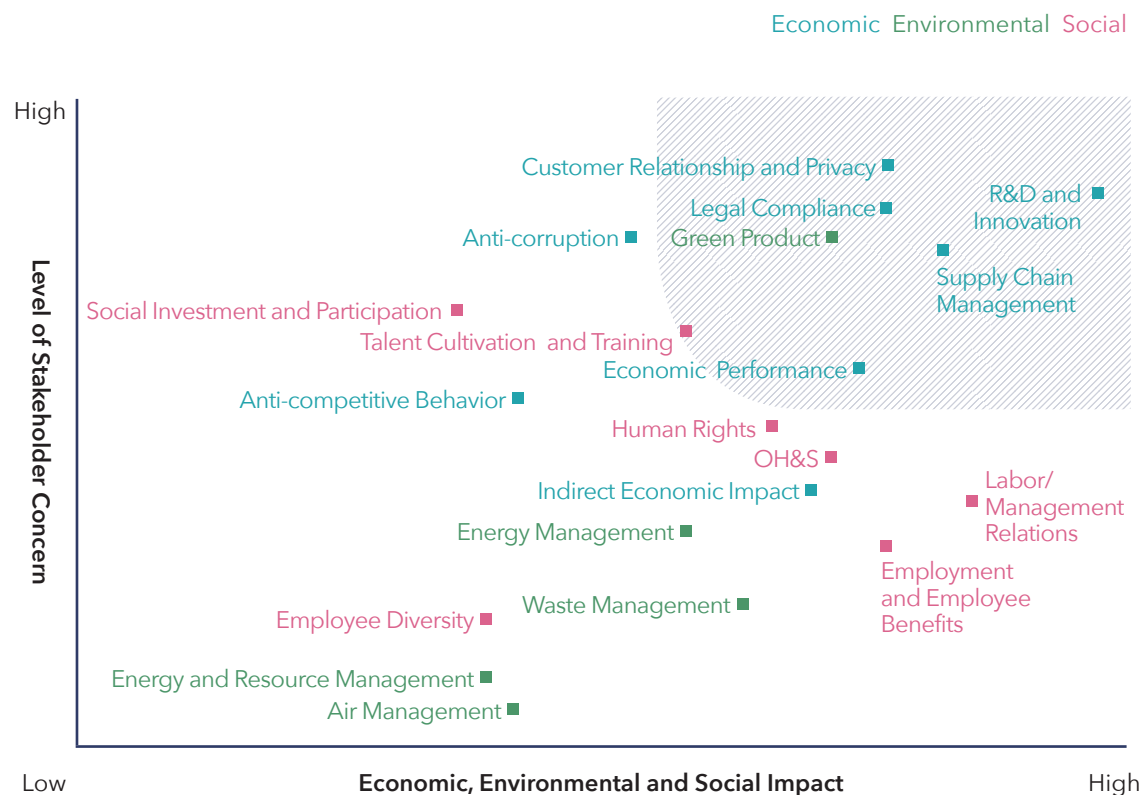 Economic Environmental Social
High
Customer Relationship and Privacy
R&D and
Innovation
Legal Compliance
Anti-corruption
Green Product
Supply Chain
Management
Social Investment and Participation
Talent Cultivation and Training
Economic Performance
Anti-competitive Behavior
Human Rights
OH&S
Labor/
Management
Relations
Indirect Economic Impact
Energy Management
Employment
and Employee
Benefits
Waste Management
Employee Diversity
Energy and Resource Management
Air Management
Level of Stakeholder Concern
Low
Economic, Environmental and Social Impact
High